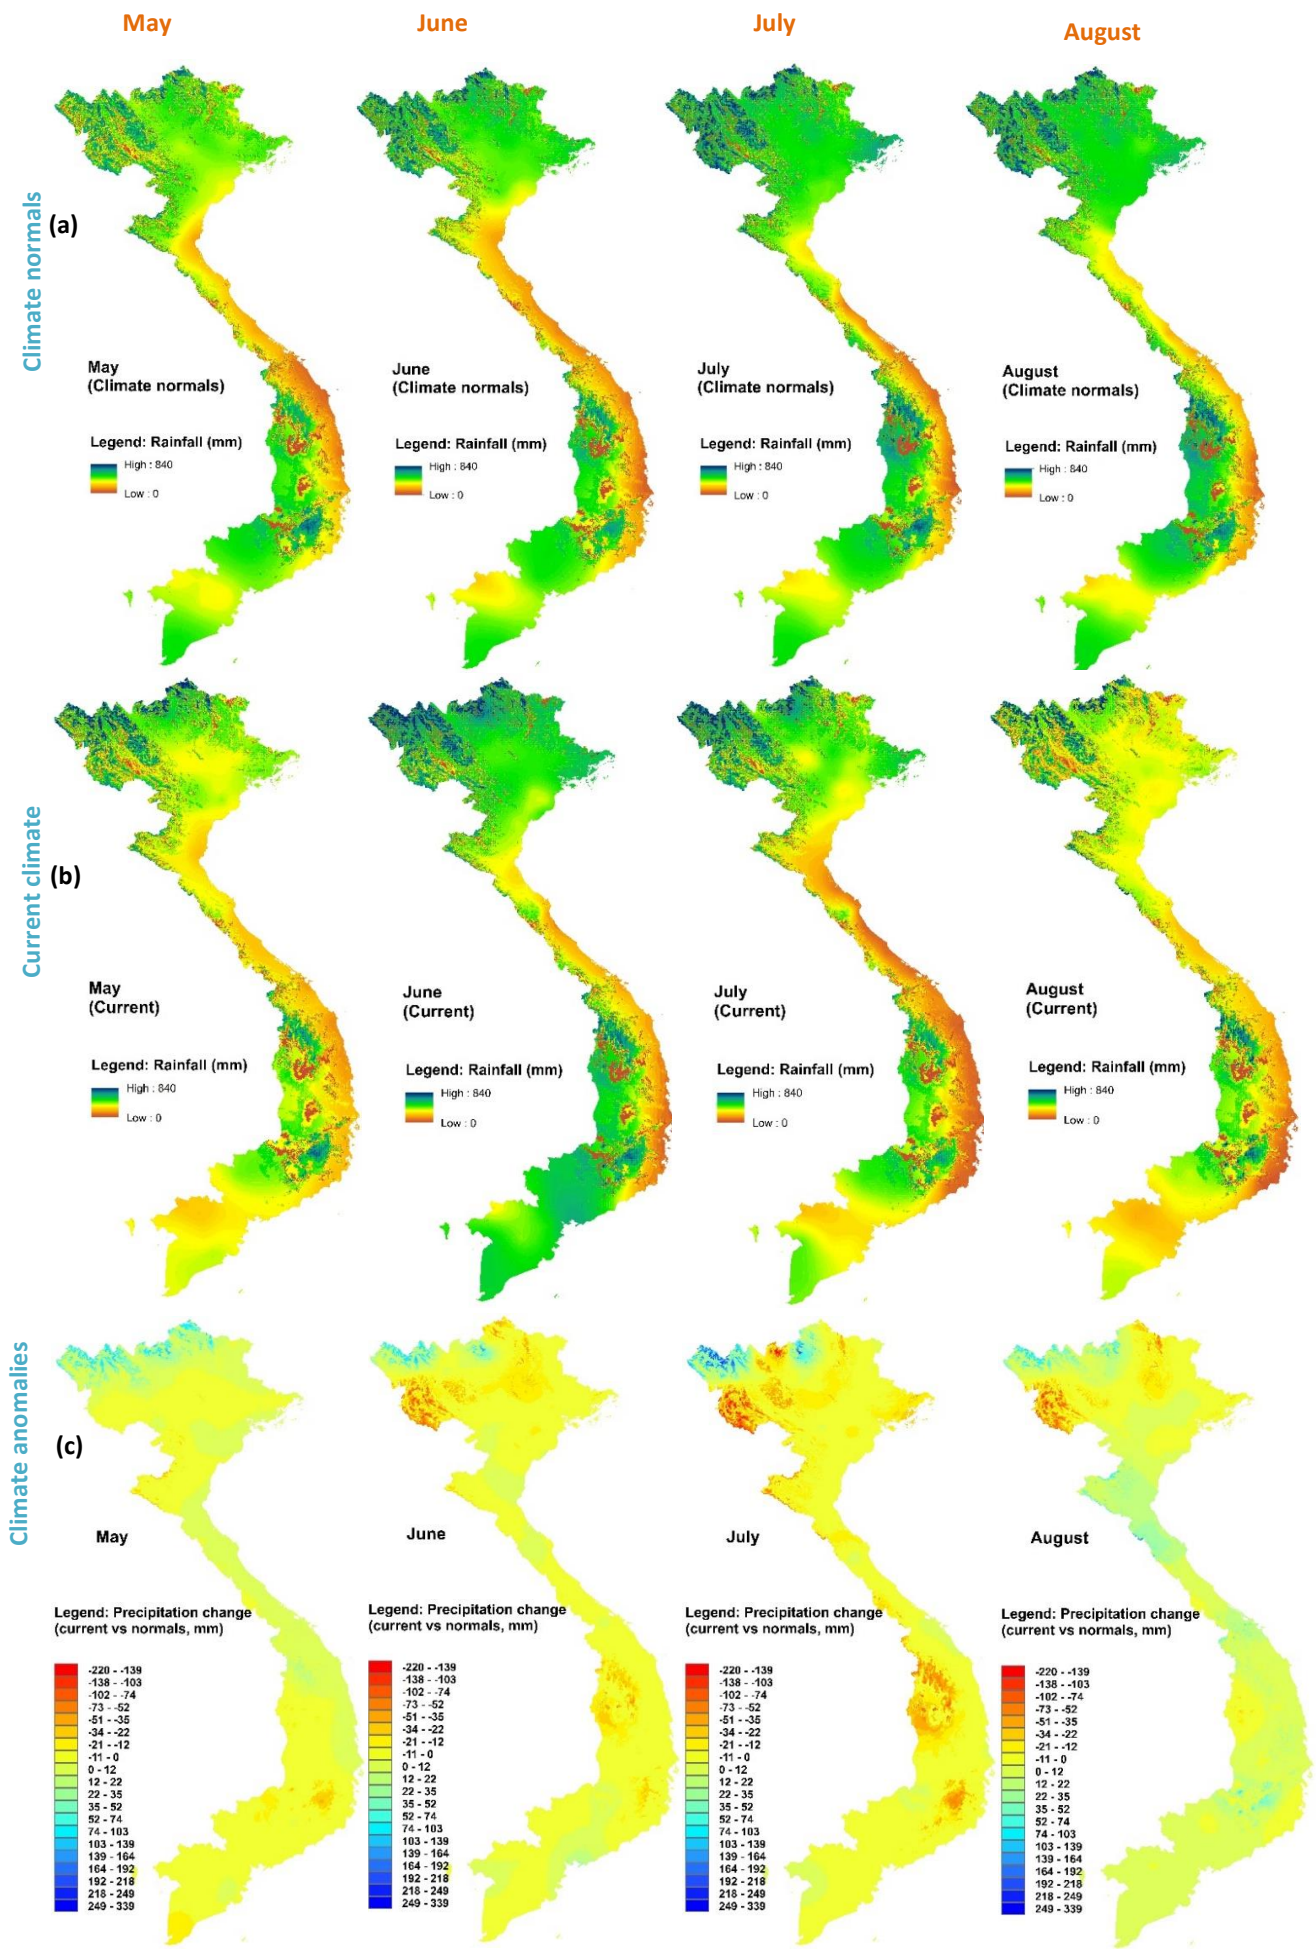 May
June
July
August
Climate normals
(a)
May
(Climate normals)
Legend: Rainfall (mm)
High : 840
Low : 0
June
(Climate normals)
Legend: Rainfall (mm)
High : 840
Low : 0
July
(Climate normals)
Legend: Rainfall (mm)
High : 840
Low : 0
August
(Climate normals)
Legend: Rainfall (mm)
High : 840
Low : 0
Current climate
(b)
May
(Current)
Legend: Rainfall (mm)
High : 840
Low : 0
June
(Current)
Legend: Rainfall (mm)
High : 840
Low : 0
July
(Current)
Legend: Rainfall (mm)
High : 840
Low : 0
August
(Current)
Legend: Rainfall (mm)
High : 840
Low : 0
Climate anomalies
(c)
May
Legend: Precipitation change
(current vs normals, mm)
-220 - -139
-138 - -103
-102 - -74
-73 - -52
-51 - -35
-34 - -22
-21 - -12
-11 - 0
0 - 12
12 - 22
22 - 35
35 - 52
52 - 74
74 - 103
103 - 139
139 - 164
164 - 192
192 - 218
218 - 249
249 - 339
June
Legend: Precipitation change
(current vs normals, mm)
-220 - -139
-138 - -103
-102 - -74
-73 - -52
-51 - -35
-34 - -22
-21 - -12
-11 - 0
0 - 12
12 - 22
22 - 35
35 - 52
52 - 74
74 - 103
103 - 139
139 - 164
164 - 192
192 - 218
218 - 249
249 - 339
July
Legend: Precipitation change
(current vs normals, mm)
-220 - -139
-138 - -103
-102 - -74
-73 - -52
-51 - -35
-34 - -22
-21 - -12
-11 - 0
0 - 12
12 - 22
22 - 35
35 - 52
52 - 74
74 - 103
103 - 139
139 - 164
164 - 192
192 - 218
218 - 249
249 - 339
August
Legend: Precipitation change
(current vs normals, mm)
-220 - -139
-138 - -103
-102 - -74
-73 - -52
-51 - -35
-34 - -22
-21 - -12
-11 - 0
0 - 12
12 - 22
22 - 35
35 - 52
52 - 74
74 - 103
103 - 139
139 - 164
164 - 192
192 - 218
218 - 249
249 - 339